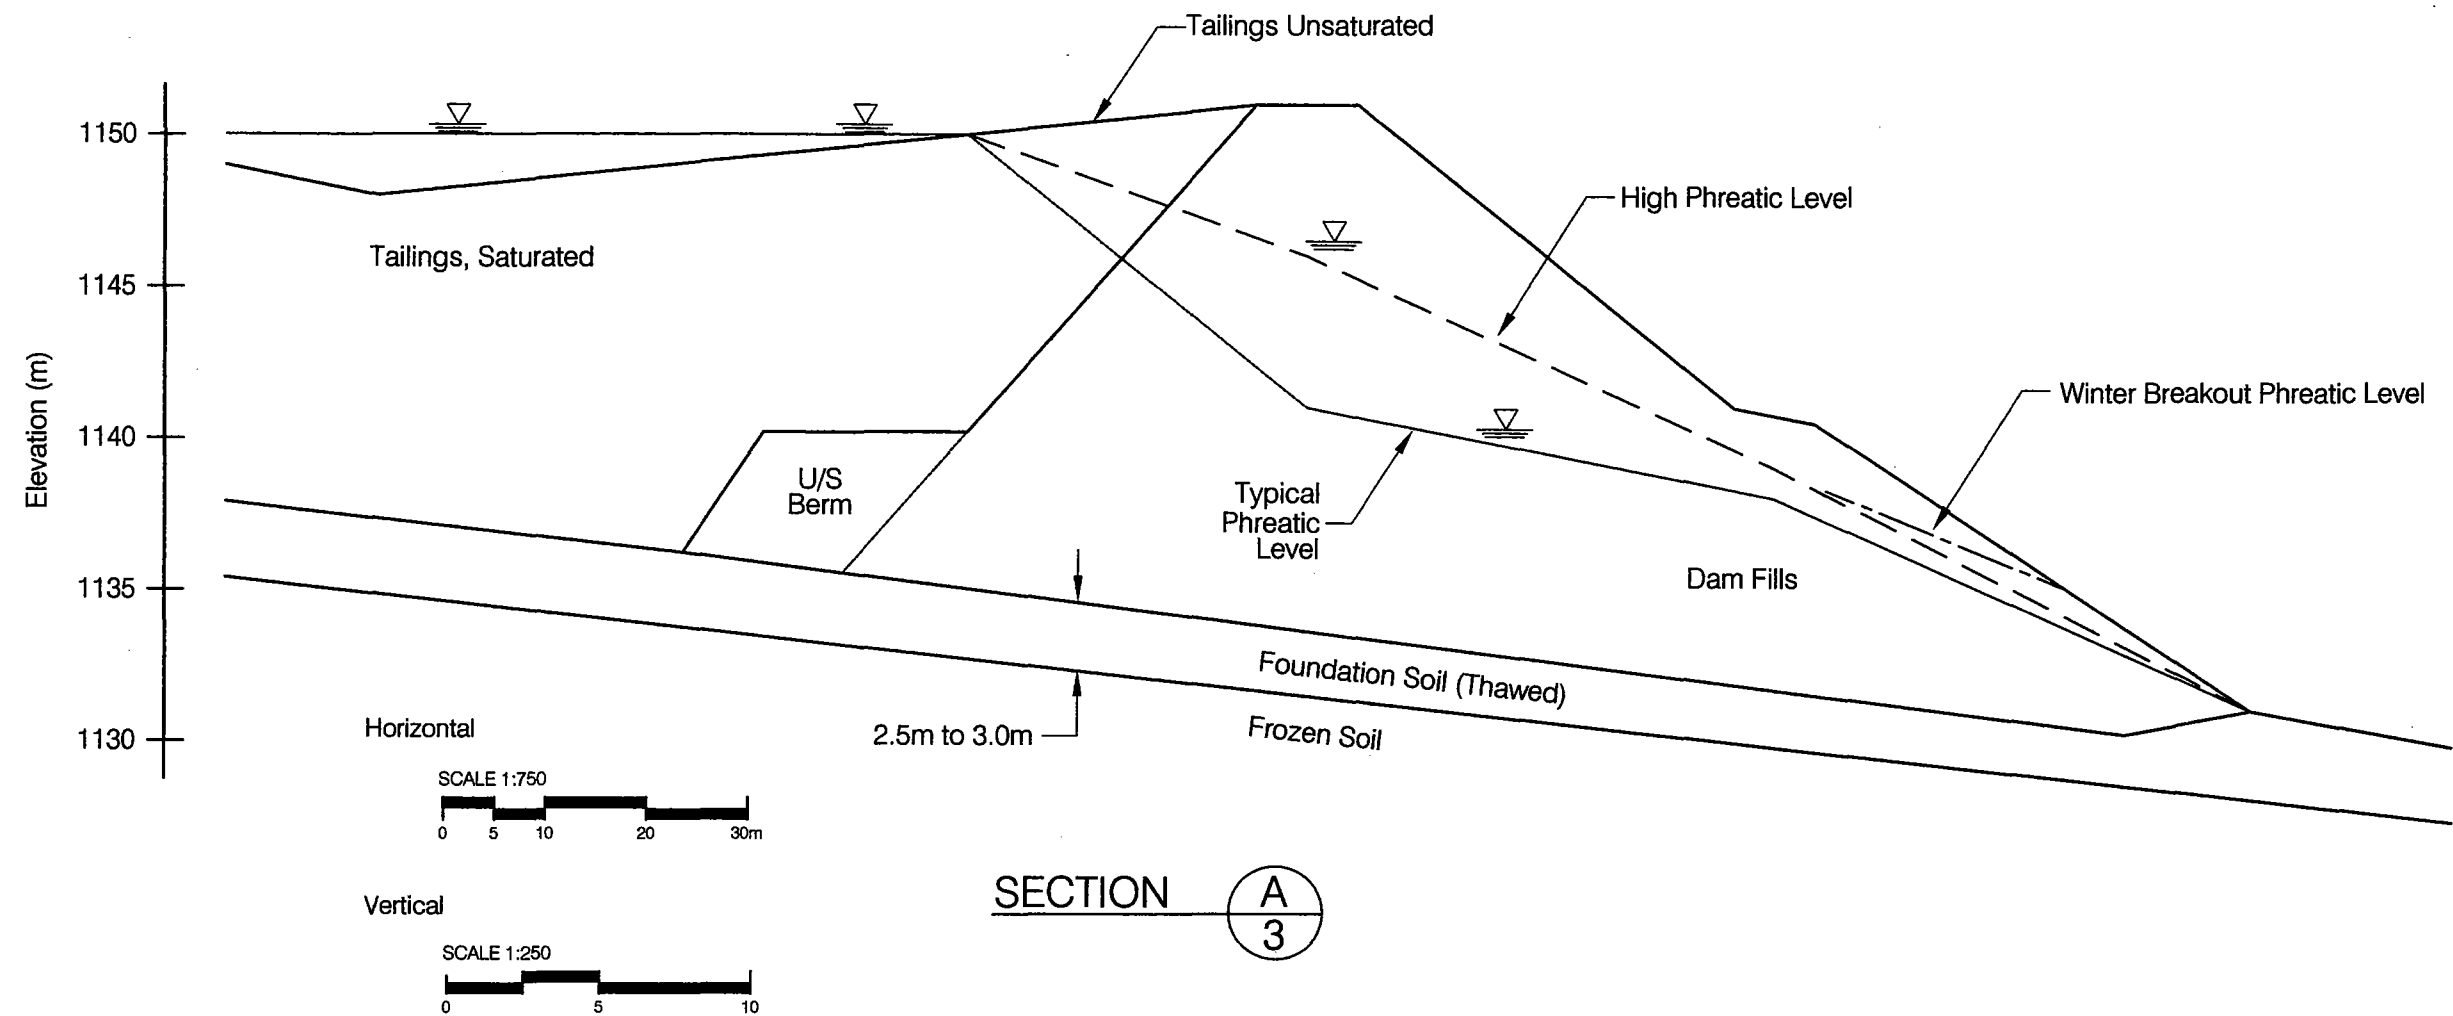 Tailings Unsaturated
1150
High Phreatic Level
Tailings, Saturated
1145
Elevation (m)
Winter Breakout Phreatic Level
1140
U/S
Berm
Typical
Phreatic
Level
1135
Dam Fills
Foundation Soil (Thawed)
1130
Horizontal
2.5m to 3.0m
Frozen Soil
SCALE 1:750
0 5 10 20 30m
SECTION
A
3
Vertical
SCALE 1:250
0 5 10